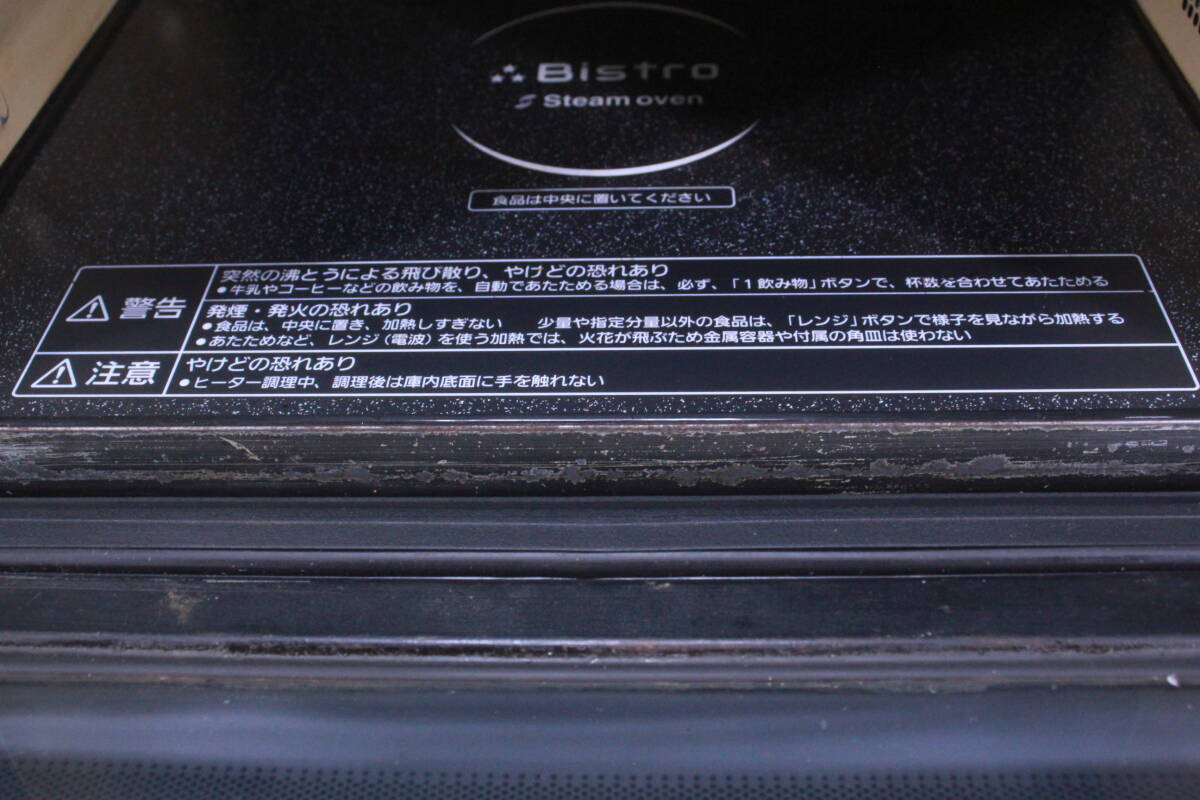 Bistro
Steam oven
食品は中央に置いてください
警告
突然の沸とうによる飛び散り、やけどの恐れあり
●牛乳やコーヒーなどの飲み物を、自動であたためる場合は、必ず、「1飲み物」ボタンで、杯数を合わせてあたためる
発煙・発火の恐れあり
●食品は、中央に置き、加熱しすぎない 少量や指定分量以外の食品は、「レンジ」ボタンで様子を見ながら加熱する
●あたためなど、レンジ(電波)を使う加熱では、火花が飛ぶため金属容器や付属の角皿は使わない
注意
やけどの恐れあり
●ヒーター調理中、調理後は庫内底面に手を触れない